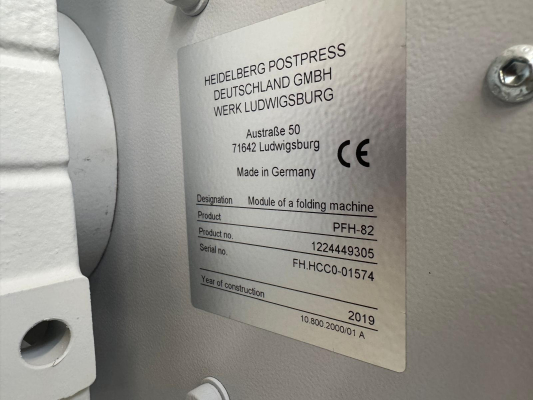 HEIDELBERG POSTPRESS
DEUTSCHLAND GMBH
WERK LUDWIGSBURG
Austraße 50
71642 Ludwigsburg
CE
Made in Germany
Designation Module of a folding machine
Product PFH-82
Product no. 1224449305
Serial no. FH.HCC0-01574
Year of construction 2019
10.800.2000/01 A